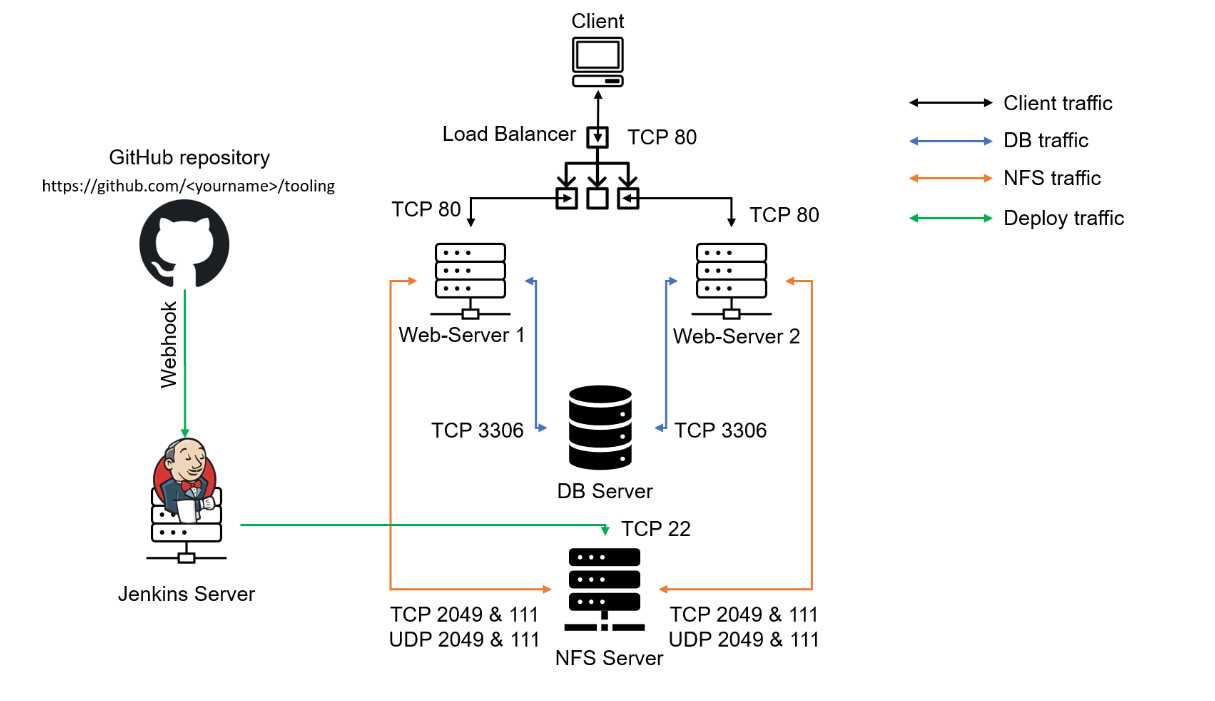 Client
Load Balancer
TCP 80
GitHub repository
https://github.com/<yourname>/tooling
Client traffic
DB traffic
NFS traffic
Deploy traffic
TCP 80
TCP 80
Webhook
Web-Server 1
Web-Server 2
TCP 3306
TCP 3306
DB Server
TCP 22
Jenkins Server
TCP 2049 & 111
UDP 2049 & 111
TCP 2049 & 111
UDP 2049 & 111
NFS Server